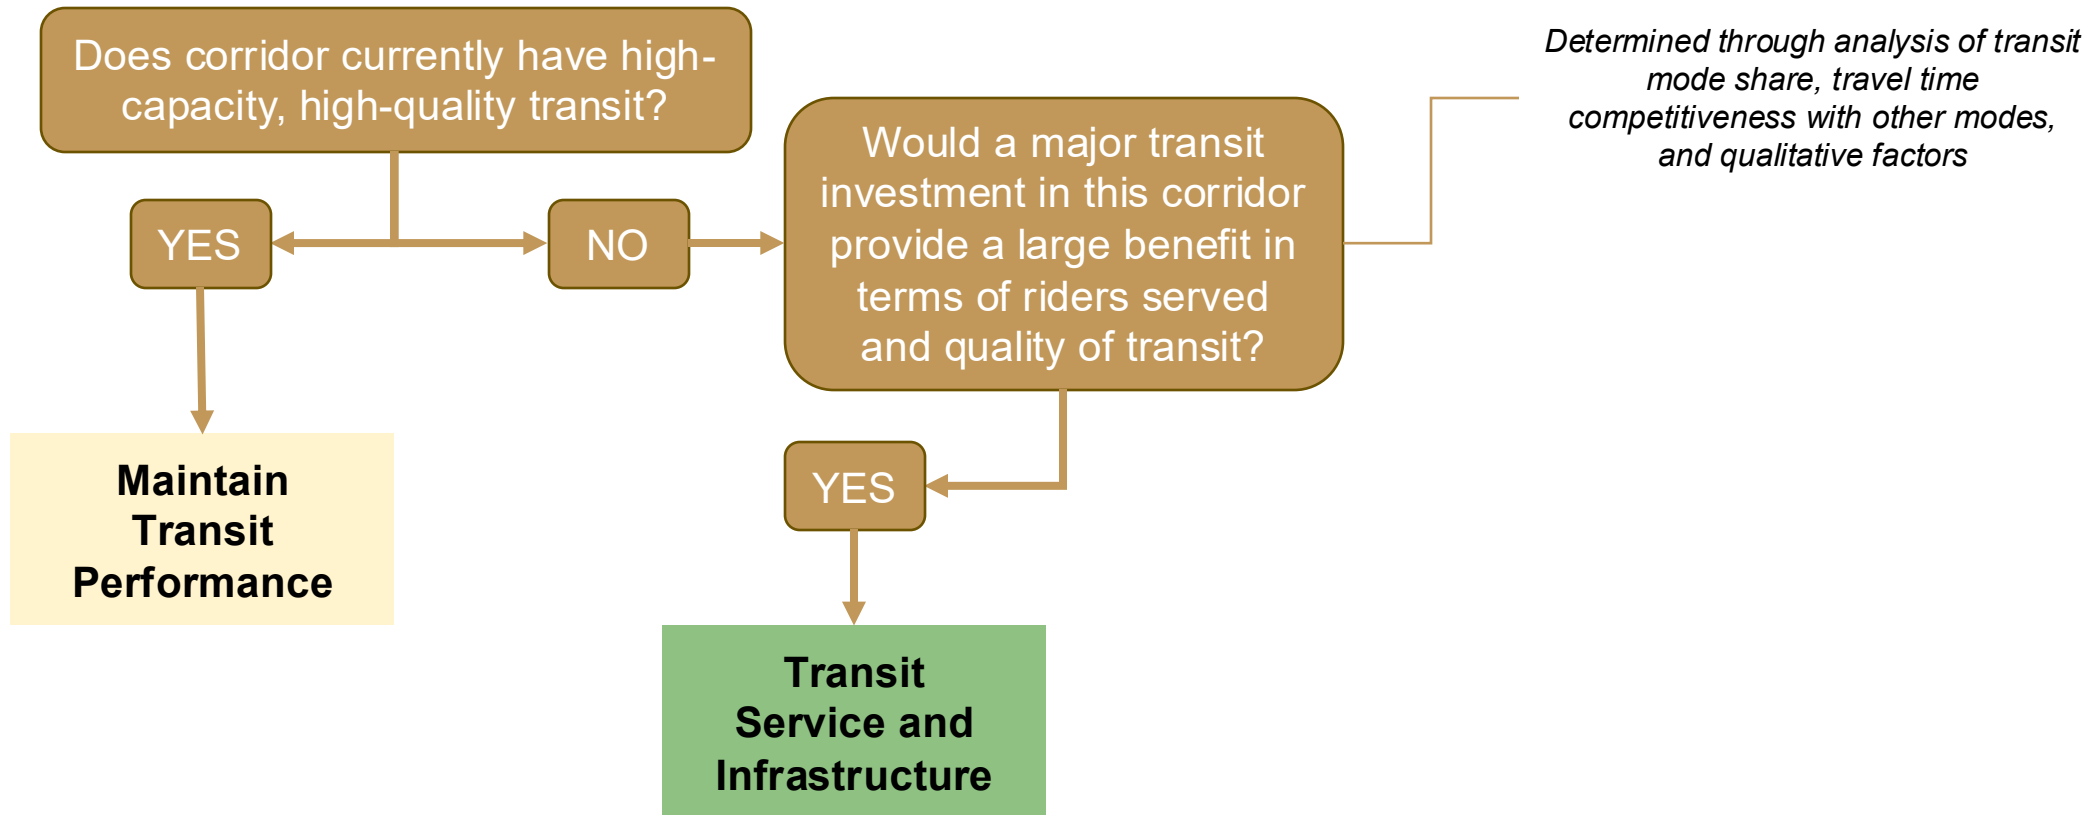 Does corridor currently have high-
capacity, high-quality transit?
Determined through analysis of transit
mode share, travel time
competitiveness with other modes,
and qualitative factors
Would a major transit
investment in this corridor
provide a large benefit in
terms of riders served
and quality of transit?
YES
NO
Maintain
Transit
Performance
YES
Transit
Service and
Infrastructure